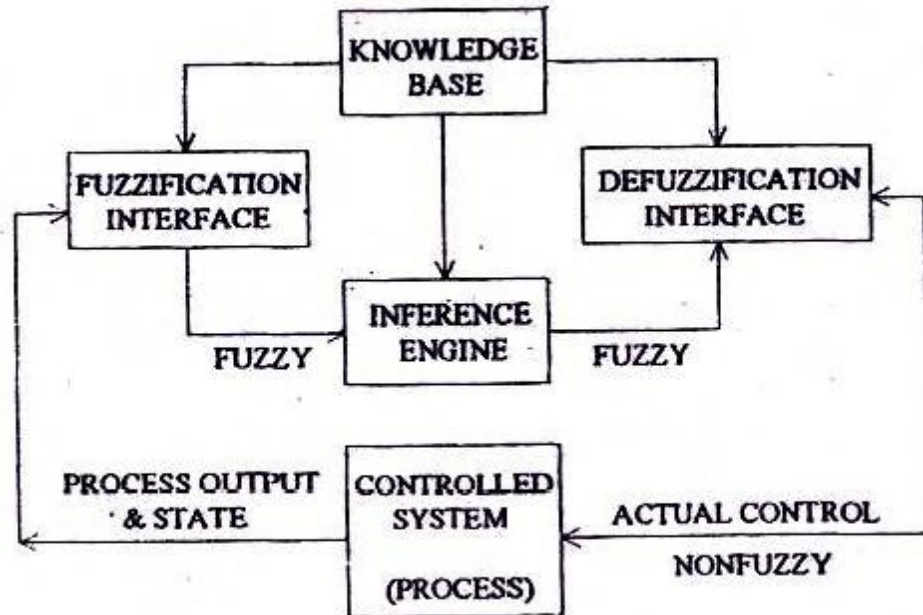 KNOWLEDGE
BASE
FUZZIFICATION
INTERFACE
DEFUZZIFICATION
INTERFACE
INFERENCE
ENGINE
FUZZY
FUZZY
PROCESS OUTPUT
& STATE
CONTROLLED
SYSTEM
(PROCESS)
ACTUAL CONTROL
NONFUZZY